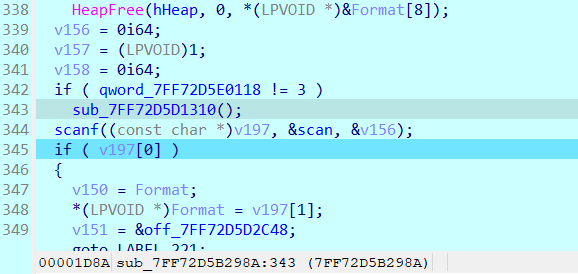 338 HeapFree(hHeap, 0, *(LPVOID *)&Format[8]);
339 v156 = 0i64;
340 v157 = (LPVOID)1;
341 v158 = 0i64;
342 if ( qword_7FF72D5E0118 != 3 )
343 sub_7FF72D5D1310();
344 scanf((const char *)v197, &scan, &v156);
345 if ( v197[0] )
346 {
347 v150 = Format;
348 *(LPVOID *)Format = v197[1];
349 v151 = &off_7FF72D5D2C48;
goto LABEL_221;
00001D8A sub_7FF72D5B298A:343 (7FF72D5B298A)